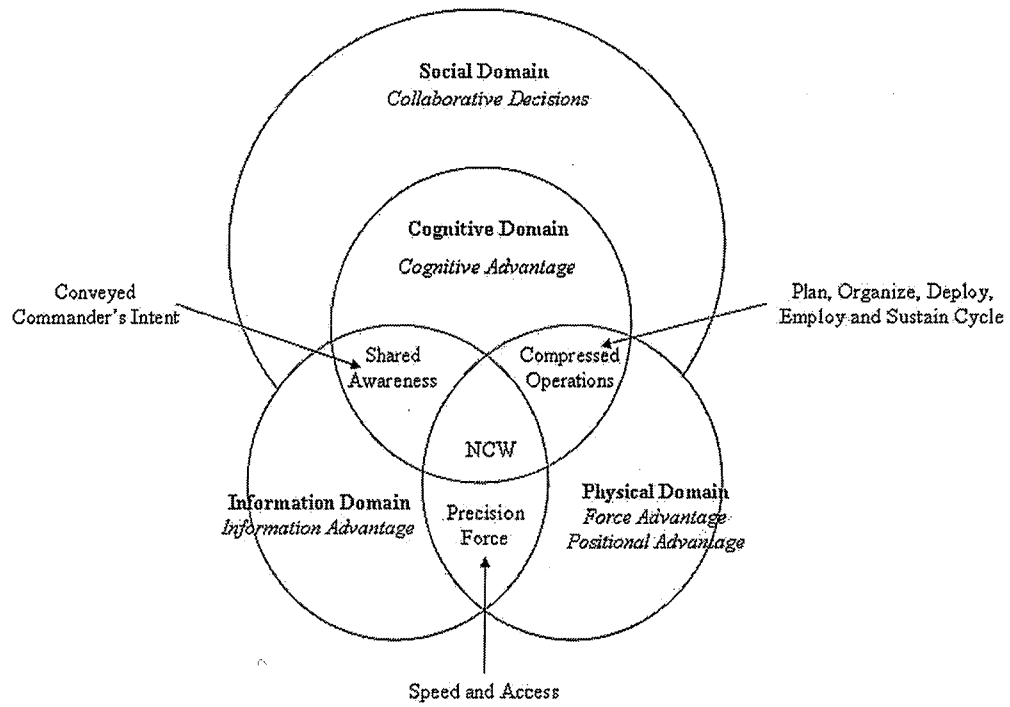 Social Domain
Collaborative Decisions
Cognitive Domain
Cognitive Advantage
Conveyed
Commander's Intent
Plan, Organize, Deploy,
Employ and Sustain Cycle
Shared
Awareness
Compressed
Operations
NCW
Information Domain
Information Advantage
Precision
Force
Physical Domain
Force Advantage
Positional Advantage
Speed and Access